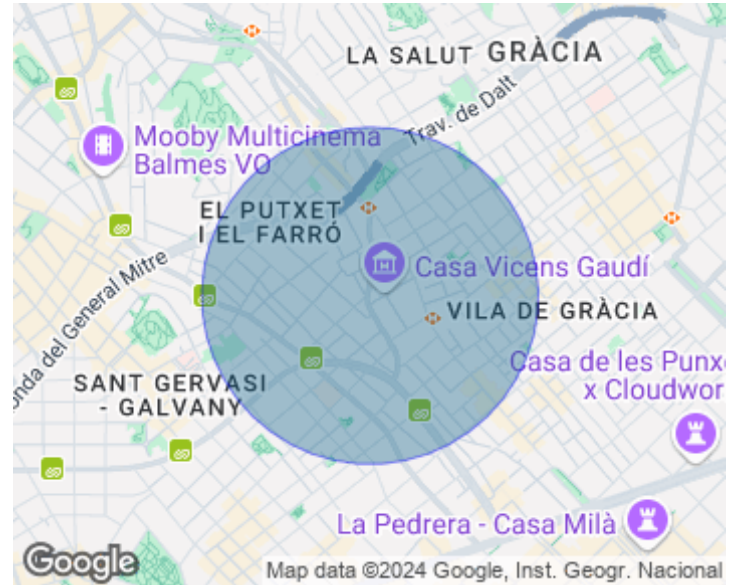 LA SALUT GRÀCIA
Mooby Multicinema
Balmes VO
Trav. de Dalt
EL PUTXET
I EL FARRÓ
Casa Vicens Gaudí
onda del General Mitre
VILA DE GRÀCIA
Casa de les Punx
x Cloudwor
SANT GERVASI
- GALVANY
La Pedrera - Casa Milà
Google
Map data ©2024 Google, Inst. Geogr. Nacional